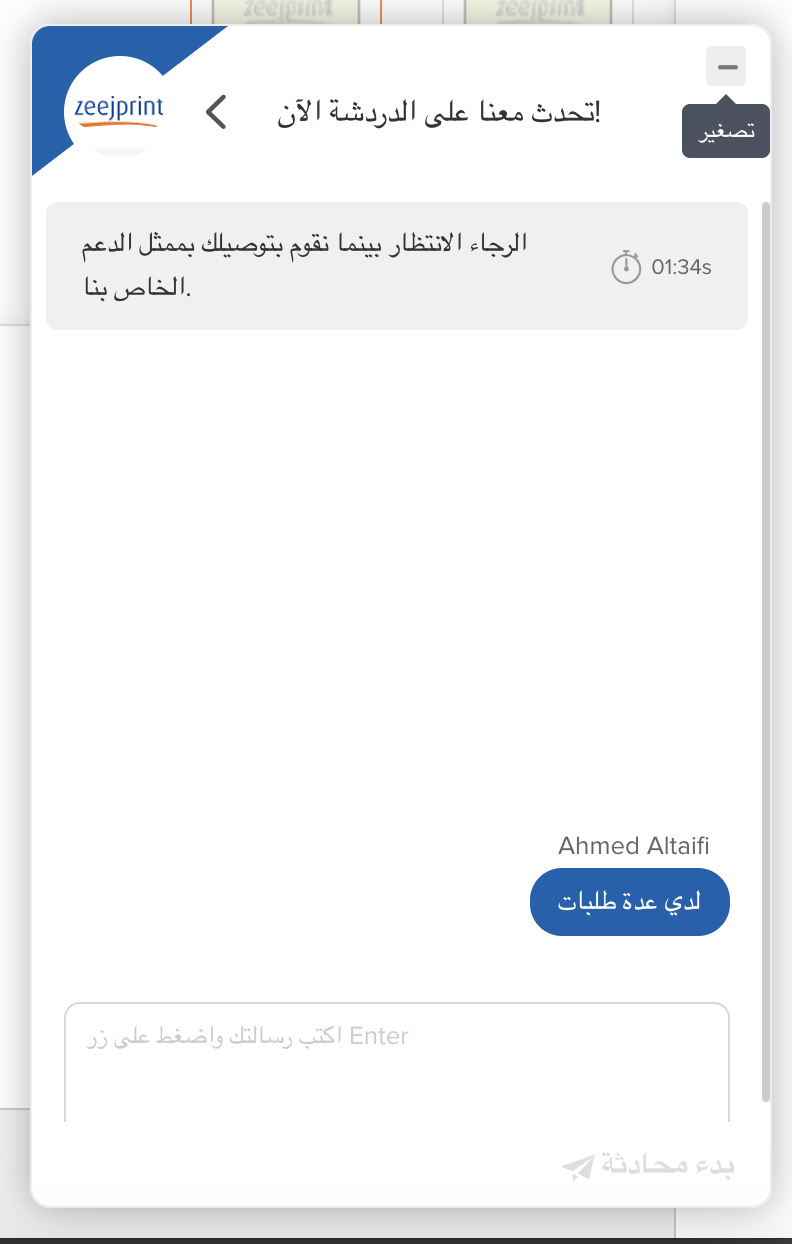 zeejprint zeejprint
zeejprint
تحدث معنا على الدردشة الآن!
تصغير
الرجاء الانتظار بينما نقوم بتوصيلك بممثل الدعم
الخاص بنا.
01:34s
Ahmed Altaifi
لدي عدة طلبات
اكتب رسالتك واضغط على زر Enter
بدء محادثة